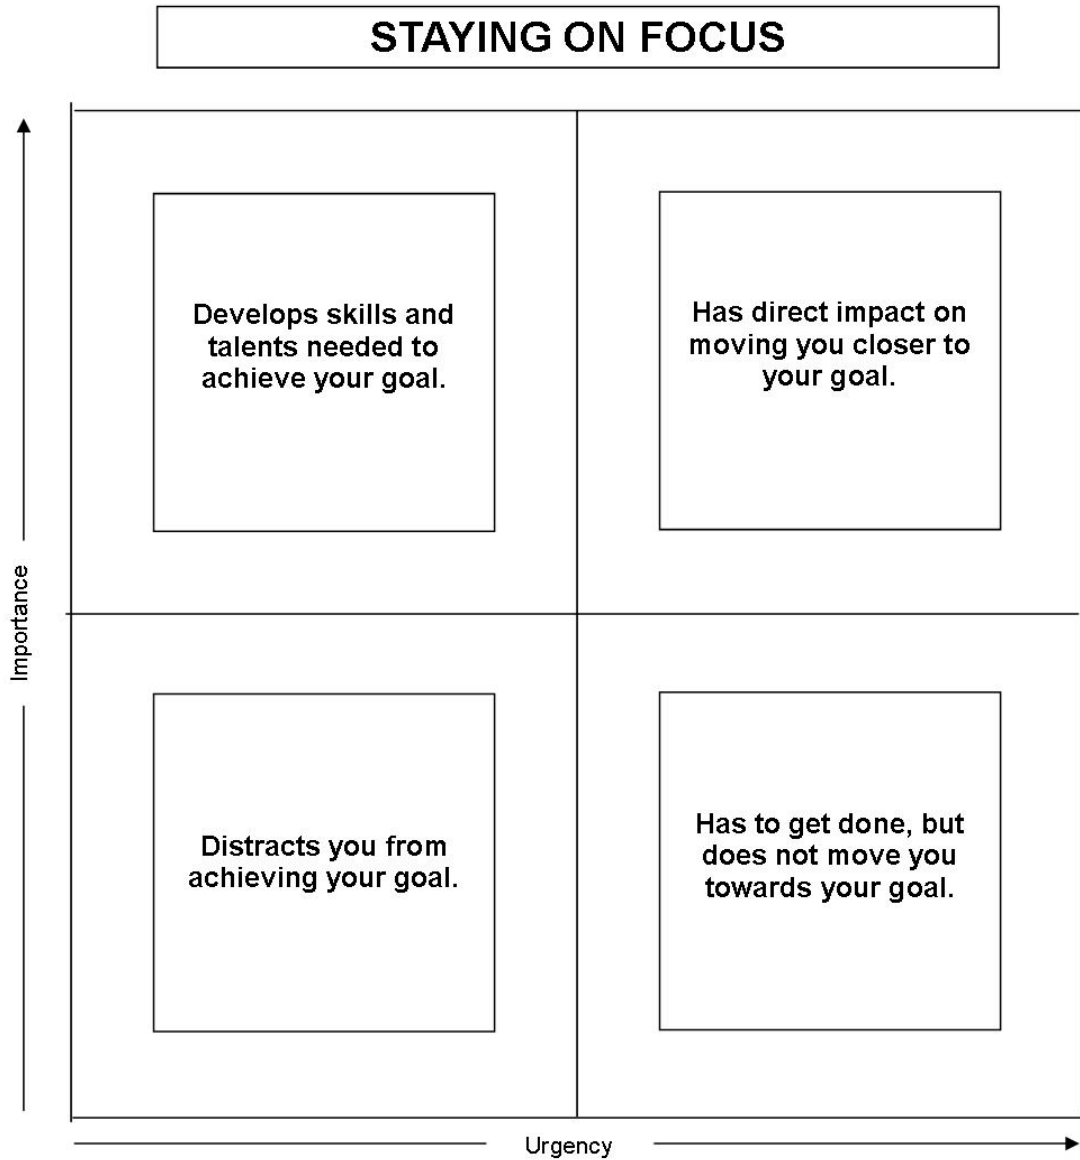 STAYING ON FOCUS
Develops skills and
talents needed to
achieve your goal.
Has direct impact on
moving you closer to
your goal.
Importance
Distracts you from
achieving your goal.
Has to get done, but
does not move you
towards your goal.
Urgency